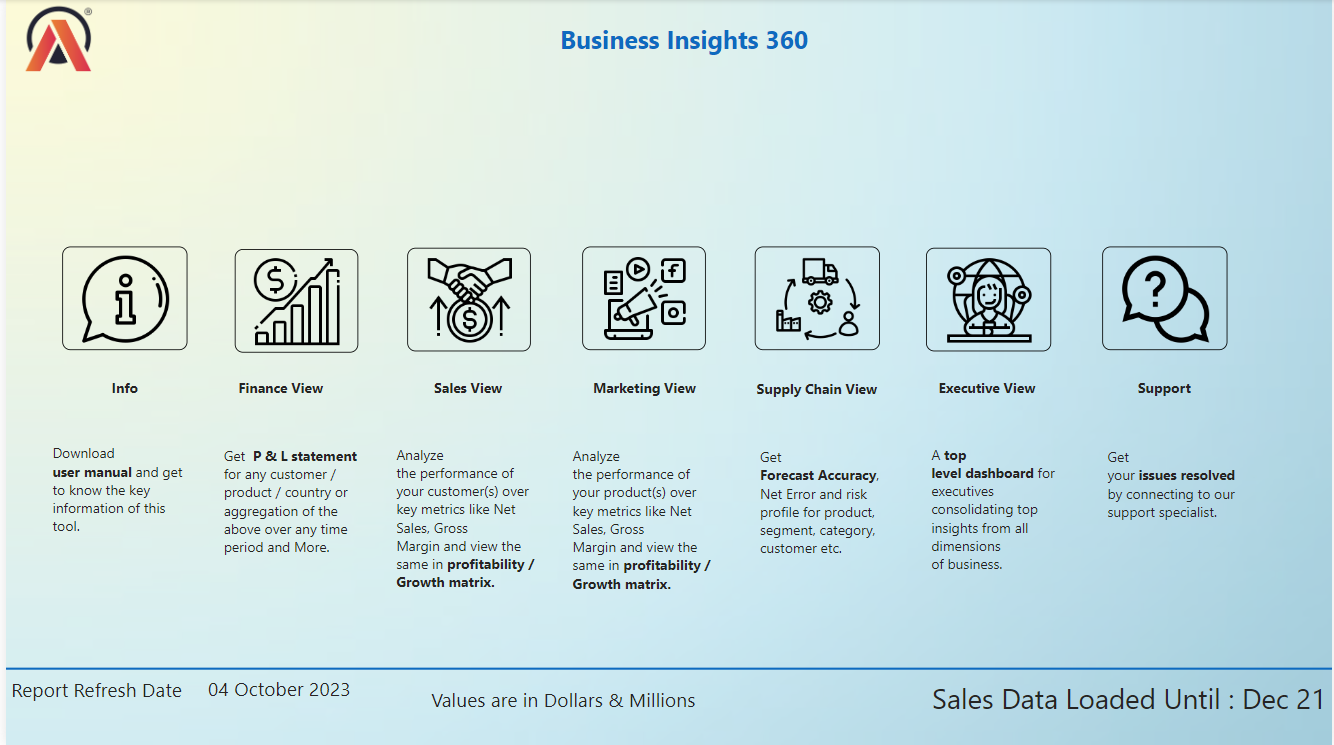 ®
Business Insights 360
Info
Finance View
Sales View
Marketing View
Supply Chain View
Executive View
Support
Download
user manual and get
to know the key
information of this
tool.
Get P & L statement
for any customer /
product / country or
aggregation of the
above over any time
period and More.
Analyze
the performance of
your customer(s) over
key metrics like Net
Sales, Gross
Margin and view the
same in profitability /
Growth matrix.
Analyze
the performance of
your product(s) over
key metrics like Net
Sales, Gross
Margin and view the
same in profitability /
Growth matrix.
Get
Forecast Accuracy,
Net Error and risk
profile for product,
segment, category,
customer etc.
A top
level dashboard for
executives
consolidating top
insights from all
dimensions
of business.
Get
your issues resolved
by connecting to our
support specialist.
Report Refresh Date 04 October 2023
Values are in Dollars & Millions
Sales Data Loaded Until : Dec 21